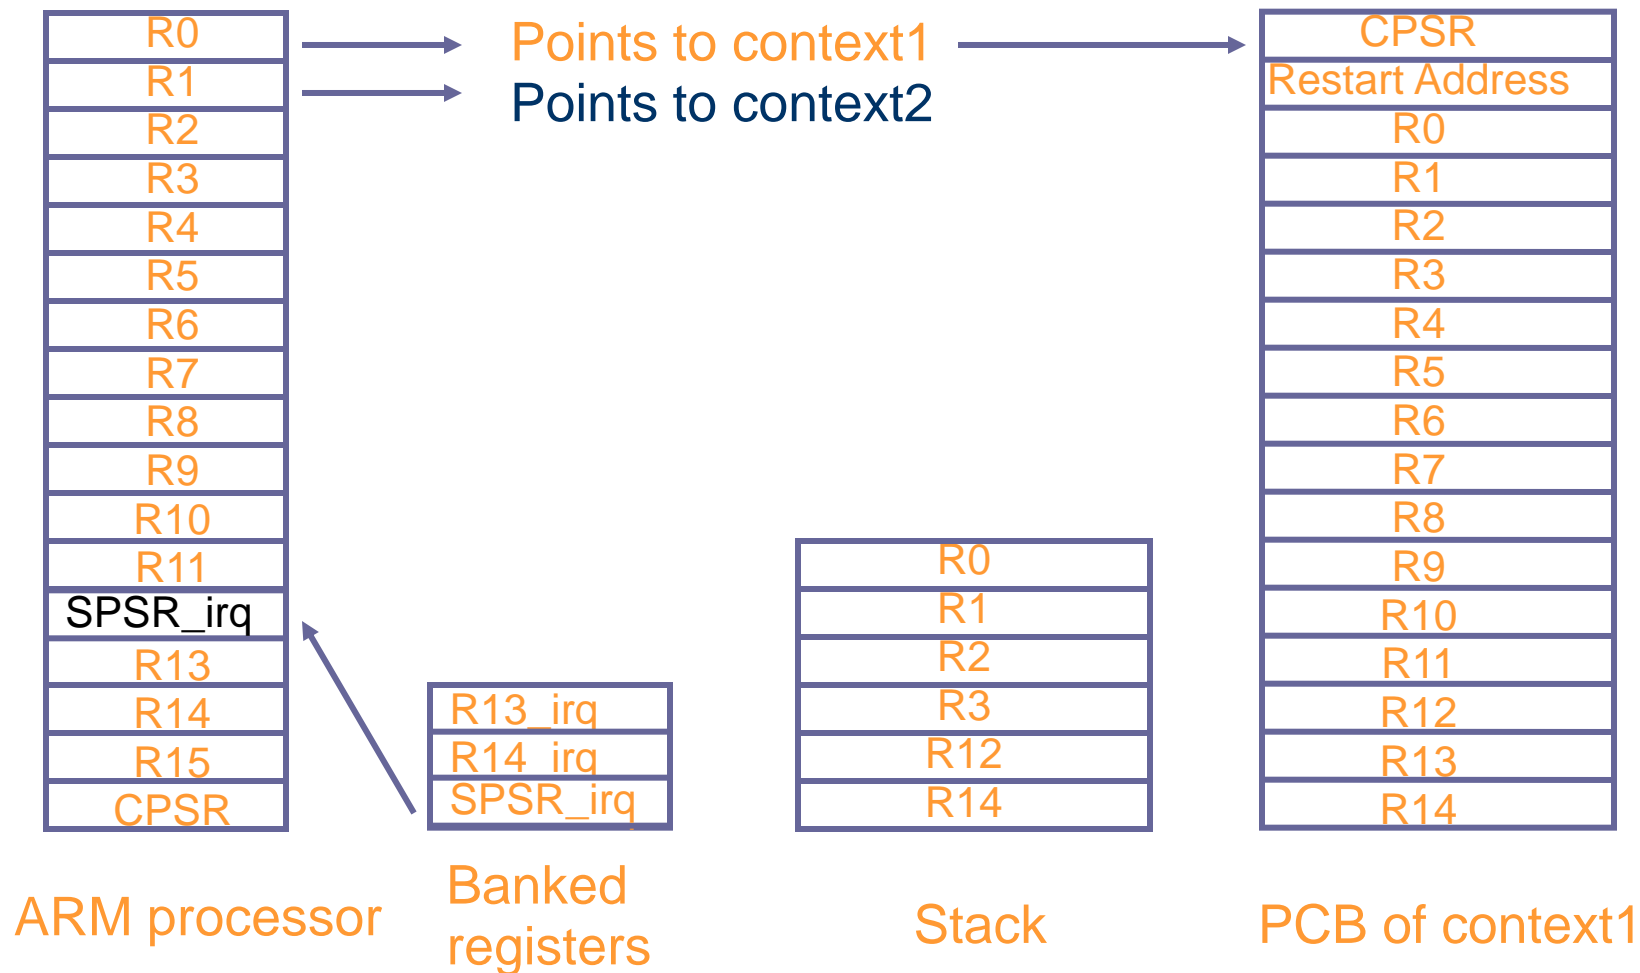 R0
R1
R2
R3
R4
R5
R6
R7
R8
R9
R10
R11
SPSR_irq
R13
R14
R15
CPSR
ARM processor
Points to context1
Points to context2
R13_irq
R14_irq
SPSR_irq
Banked
registers
R0
R1
R2
R3
R12
R14
Stack
CPSR
Restart Address
R0
R1
R2
R3
R4
R5
R6
R7
R8
R9
R10
R11
R12
R13
R14
PCB of context1